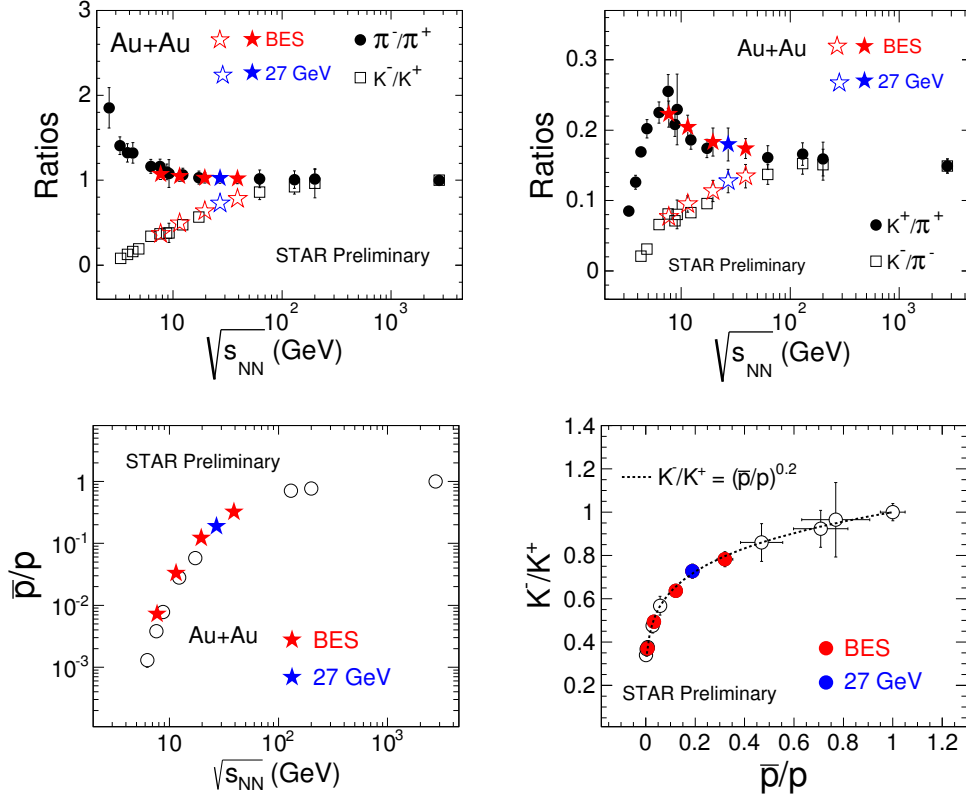 Au+Au
BES
π⁻/π⁺
27 GeV
K⁻/K⁺
Ratios
3
2
1
0
STAR Preliminary
10
10²
10³
√s_NN (GeV)
Au+Au
BES
27 GeV
Ratios
0.4
0.3
0.2
0.1
0
K⁺/π⁺
K⁻/π⁻
STAR Preliminary
10
10²
10³
√s_NN (GeV)
STAR Preliminary
p̅/p
1
10⁻¹
10⁻²
10⁻³
Au+Au
BES
27 GeV
10
10²
10³
√s_NN (GeV)
K⁻/K⁺ = (p̅/p)^0.2
K⁻/K⁺
1.4
1.2
1
0.8
0.6
0.4
0.2
BES
27 GeV
STAR Preliminary
0
0.2
0.4
0.6
0.8
1
1.2
p̅/p